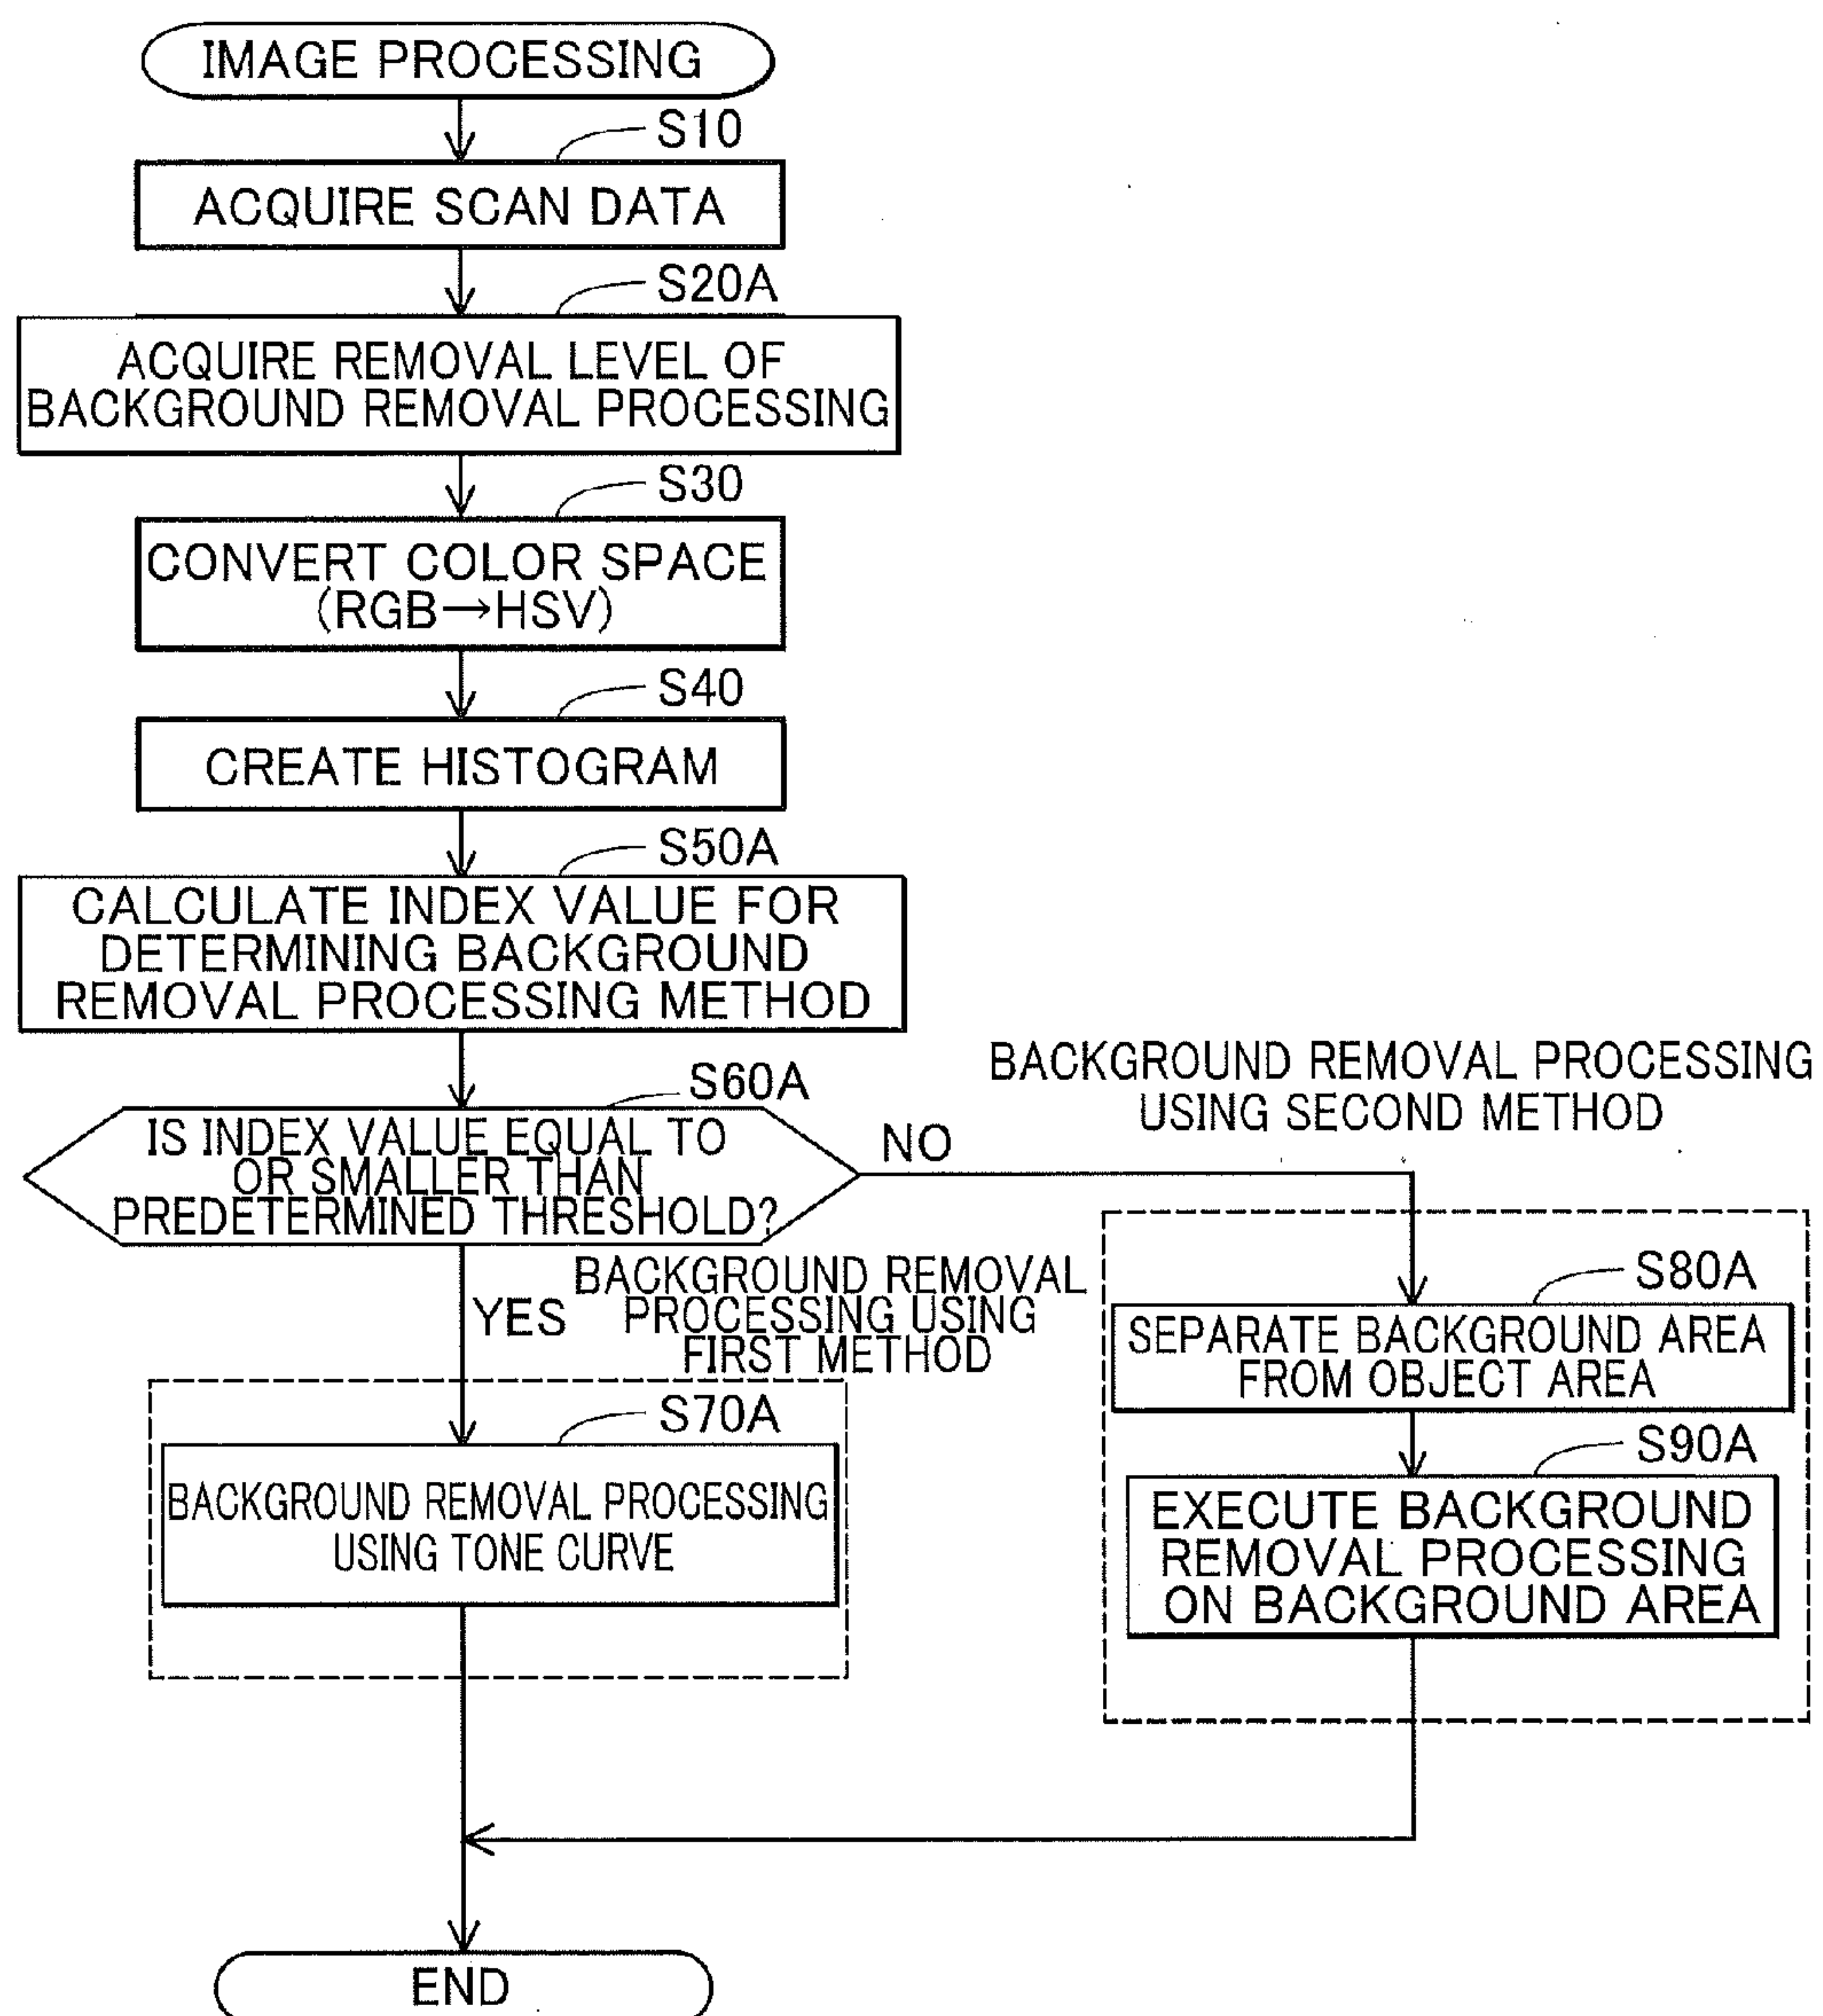 IMAGE PROCESSING
S10
ACQUIRE SCAN DATA
S20A
ACQUIRE REMOVAL LEVEL OF
BACKGROUND REMOVAL PROCESSING
S30
CONVERT COLOR SPACE
(RGB→HSV)
S40
CREATE HISTOGRAM
S50A
CALCULATE INDEX VALUE FOR
DETERMINING BACKGROUND
REMOVAL PROCESSING METHOD
S60A
IS INDEX VALUE EQUAL TO
OR SMALLER THAN
PREDETERMINED THRESHOLD?
NO
BACKGROUND REMOVAL PROCESSING
USING SECOND METHOD
YES
BACKGROUND REMOVAL
PROCESSING USING
FIRST METHOD
S70A
BACKGROUND REMOVAL PROCESSING
USING TONE CURVE
S80A
SEPARATE BACKGROUND AREA
FROM OBJECT AREA
S90A
EXECUTE BACKGROUND
REMOVAL PROCESSING
ON BACKGROUND AREA
END